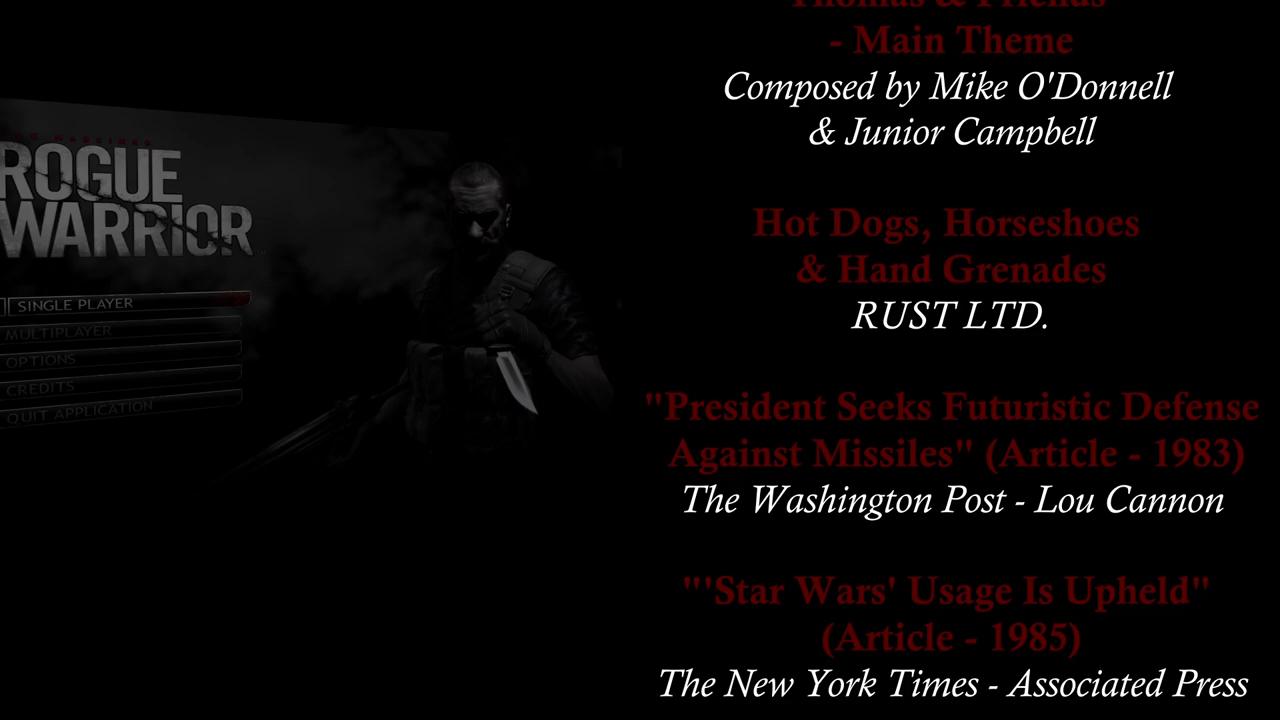 ROGUE
WARRIOR
SINGLE PLAYER
MULTIPLAYER
OPTIONS
CREDITS
QUIT APPLICATION
Thomas & Friends
- Main Theme
Composed by Mike O'Donnell
& Junior Campbell
Hot Dogs, Horseshoes
& Hand Grenades
RUST LTD.
"President Seeks Futuristic Defense
Against Missiles" (Article - 1983)
The Washington Post - Lou Cannon
"'Star Wars' Usage Is Upheld"
(Article - 1985)
The New York Times - Associated Press